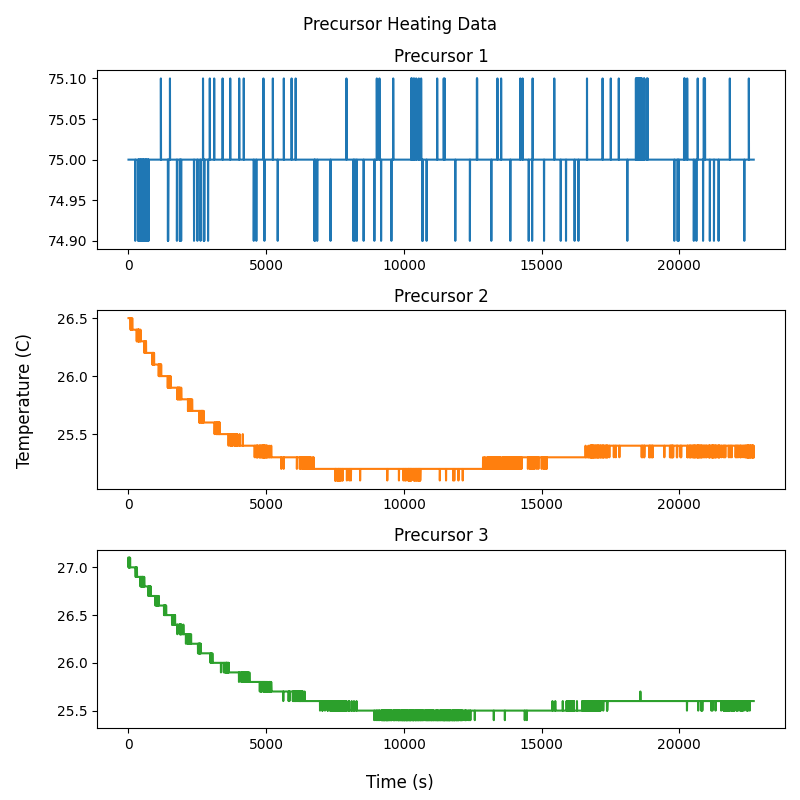 Precursor Heating Data
Precursor 1
75.10
75.05
75.00
74.95
74.90
0 5000 10000 15000 20000
Precursor 2
26.5
26.0
25.5
0 5000 10000 15000 20000
Temperature (C)
Precursor 3
27.0
26.5
26.0
25.5
0 5000 10000 15000 20000
Time (s)